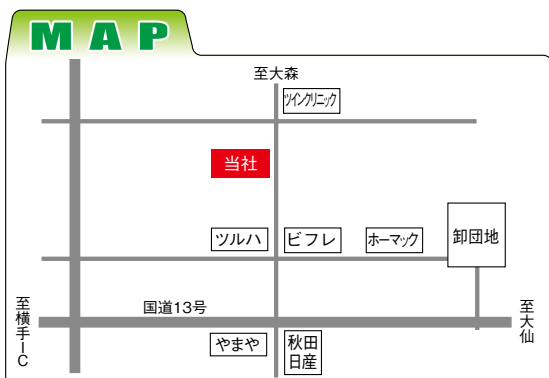 MAP
至大森
ツインクリニック
当社
ツルハ
ビフレ
ホーマック
卸団地
国道13号
至横手IC
至大仙
やまや
秋田
日産